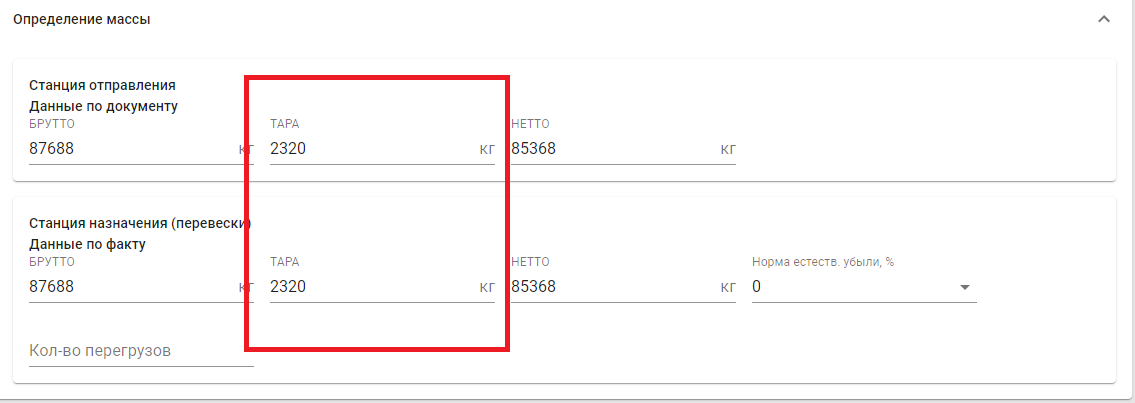 Определение массы
Станция отправления
Данные по документу
БРУТТО ТАРА НЕТТО
87688 кг 2320 кг 85368 кг
Станция назначения (перевески)
Данные по факту
БРУТТО ТАРА НЕТТО Норма естеств. убыли, %
87688 кг 2320 кг 85368 кг 0
Кол-во перегрузов